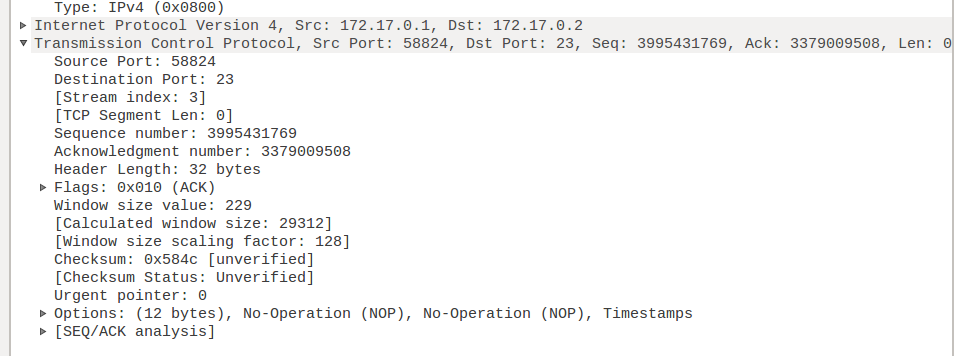 Type: IPv4 (0x0800)
Internet Protocol Version 4, Src: 172.17.0.1, Dst: 172.17.0.2
Transmission Control Protocol, Src Port: 58824, Dst Port: 23, Seq: 3995431769, Ack: 3379009508, Len: 0
Source Port: 58824
Destination Port: 23
[Stream index: 3]
[TCP Segment Len: 0]
Sequence number: 3995431769
Acknowledgment number: 3379009508
Header Length: 32 bytes
Flags: 0x010 (ACK)
Window size value: 229
[Calculated window size: 29312]
[Window size scaling factor: 128]
Checksum: 0x584c [unverified]
[Checksum Status: Unverified]
Urgent pointer: 0
Options: (12 bytes), No-Operation (NOP), No-Operation (NOP), Timestamps
[SEQ/ACK analysis]